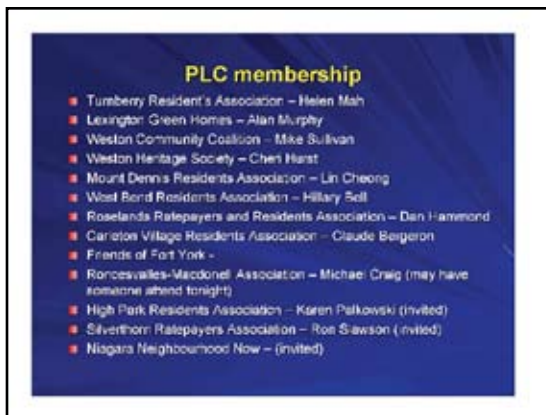 PLC membership
Turnberry Resident's Association – Helen Mah
Lexington Green Homes – Alan Murphy
Weston Community Coalition – Mike Sullivan
Weston Heritage Society – Cheri Hurst
Mount Dennis Residents Association – Lin Cheong
West Bend Residents Association – Hillary Bell
Roselands Ratepayers and Residents Association – Dan Hammond
Carleton Village Residents Association – Claude Bergeron
Friends of Fort York -
Roncesvalles-Macdonell Association – Michael Craig (may have
someone attend tonight)
High Park Residents Association – Karen Palkowski (invited)
Silverthorn Ratepayers Association – Ron Slawson (invited)
Niagara Neighbourhood Now – (invited)